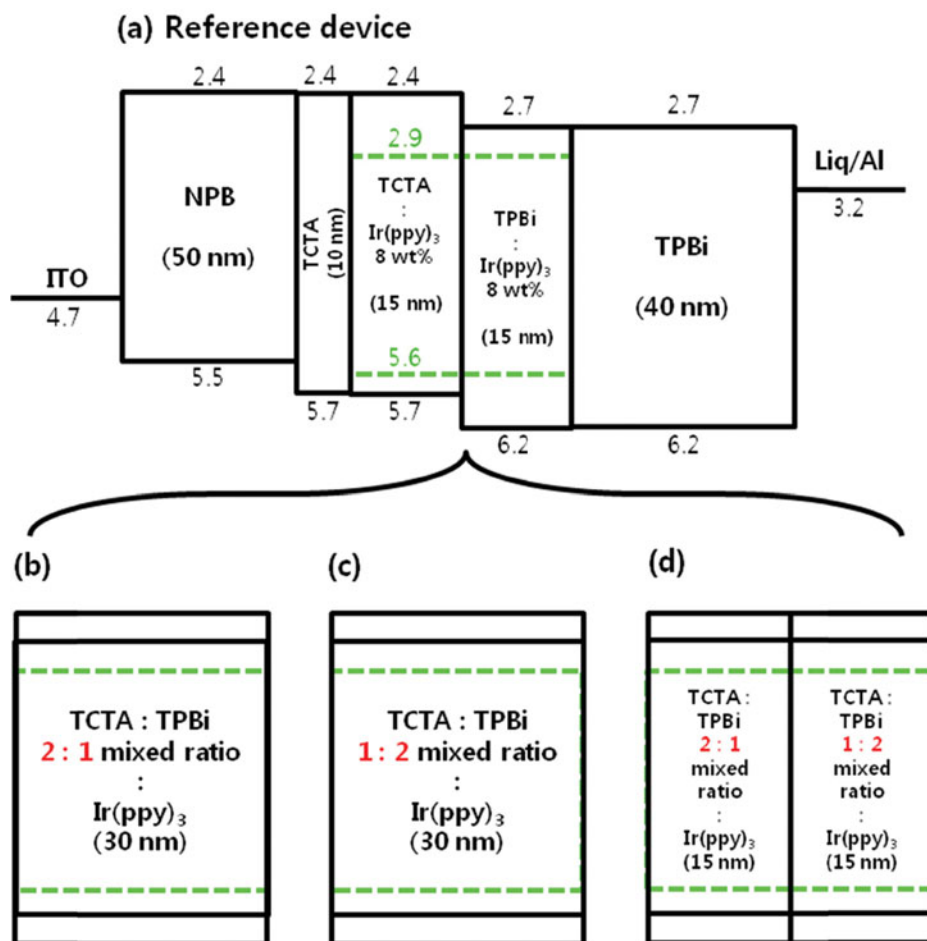 (a) Reference device
2.4
2.4
2.4
2.7
2.7
2.9
NPB
(50 nm)
TCTA
(10 nm)
TCTA
:
Ir(ppy)₃
8 wt%
(15 nm)
TPBi
:
Ir(ppy)₃
8 wt%
(15 nm)
TPBi
(40 nm)
Liq/Al
3.2
ITO
4.7
5.6
5.5
5.7
5.7
6.2
6.2
(b)
(c)
(d)
TCTA : TPBi
2 : 1 mixed ratio
:
Ir(ppy)₃
(30 nm)
TCTA : TPBi
1 : 2 mixed ratio
:
Ir(ppy)₃
(30 nm)
TCTA :
TPBi
2 : 1
mixed
ratio
:
Ir(ppy)₃
(15 nm)
TCTA :
TPBi
1 : 2
mixed
ratio
:
Ir(ppy)₃
(15 nm)